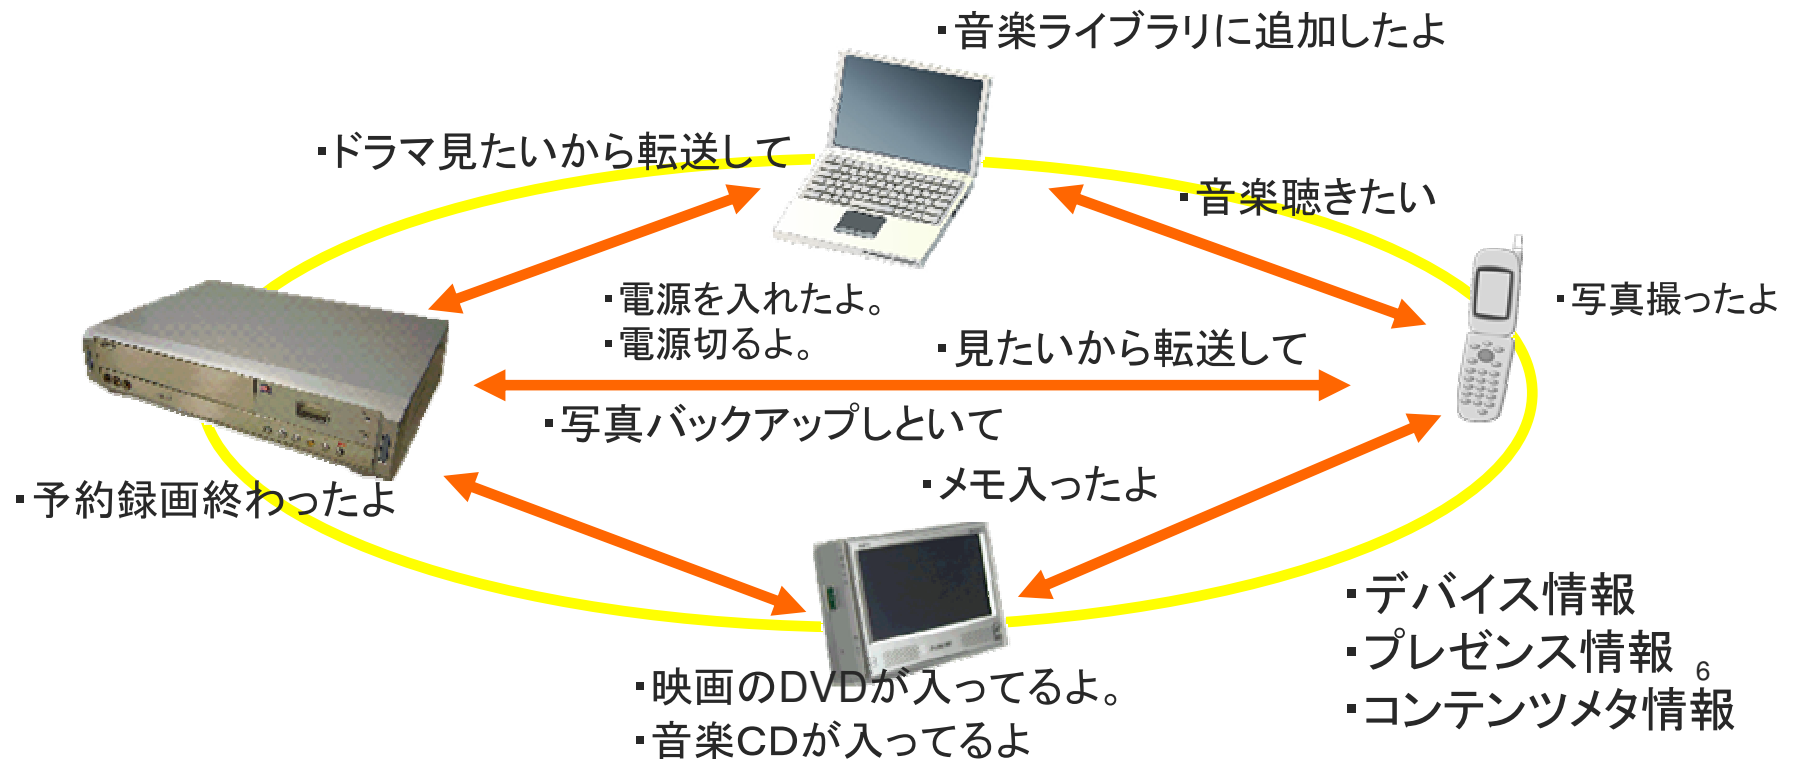 ・音楽ライブラリに追加したよ
・ドラマ見たいから転送して
・音楽聴きたい
・電源を入れたよ。
・電源切るよ。
・写真撮ったよ
・見たいから転送して
・写真バックアップしといて
・メモ入ったよ
・予約録画終わったよ
・デバイス情報
・プレゼンス情報
6
・コンテンツメタ情報
・映画のDVDが入ってるよ。
・音楽CDが入ってるよ